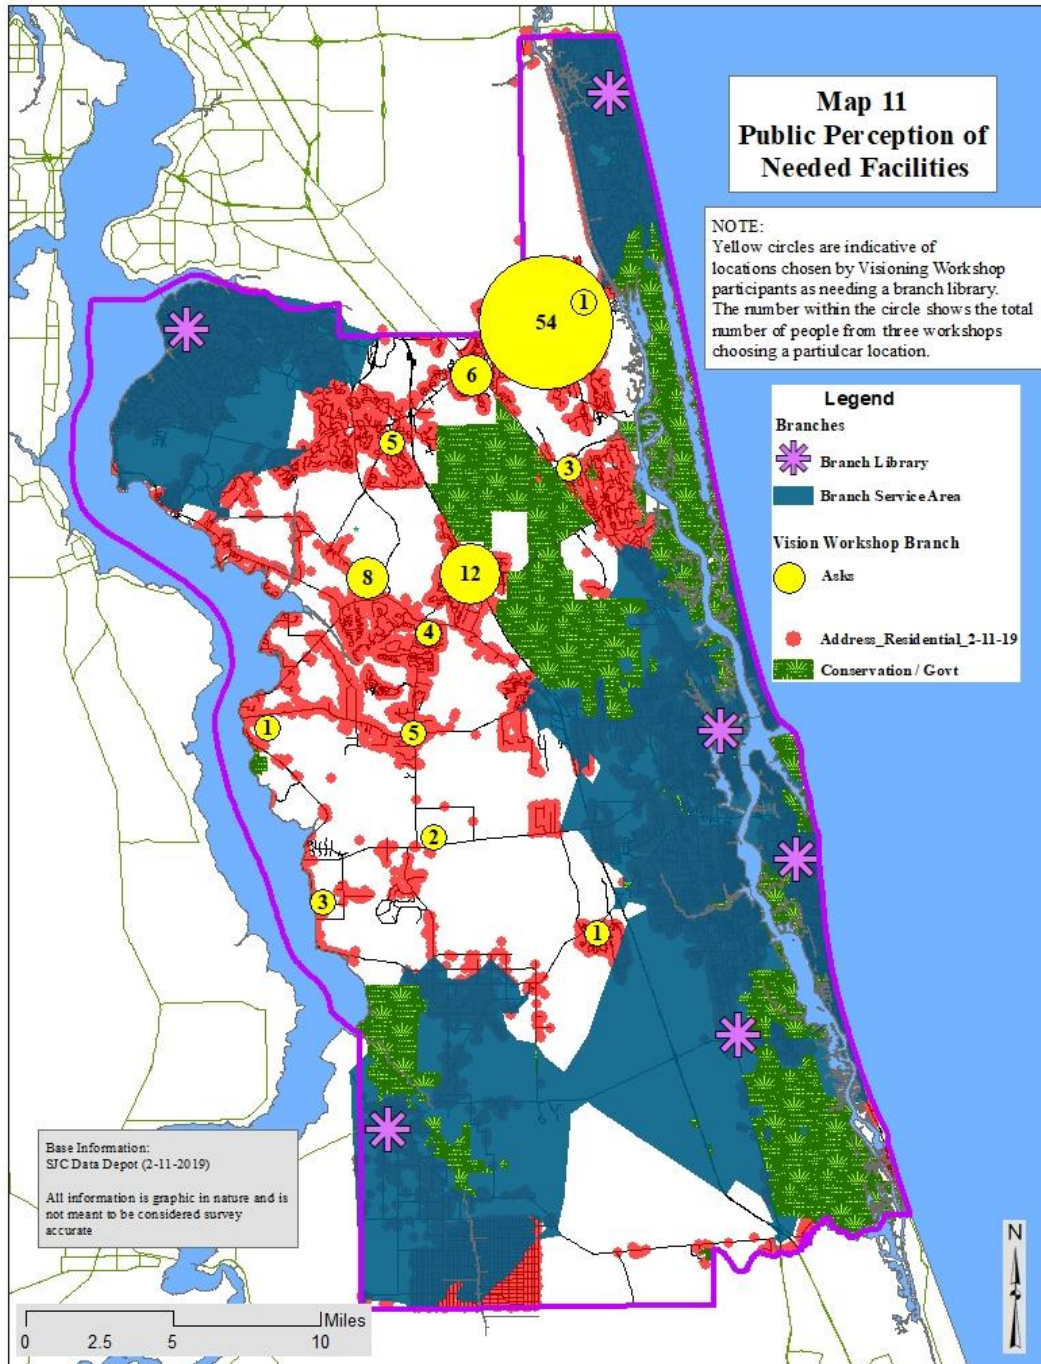 Map 11
Public Perception of
Needed Facilities
NOTE:
Yellow circles are indicative of
locations chosen by Visioning Workshop
participants as needing a branch library.
The number within the circle shows the total
number of people from three workshops
choosing a partiulcar location.
Legend
Branches
Branch Library
Branch Service Area
Vision Workshop Branch
Asks
Address_Residential_2-11-19
Conservation / Govt
1
54
6
5
3
8
12
4
1
5
2
3
1
Base Information:
SJC Data Depot (2-11-2019)
All information is graphic in nature and is
not meant to be considered survey
accurate
Miles
0 2.5 5 10
N